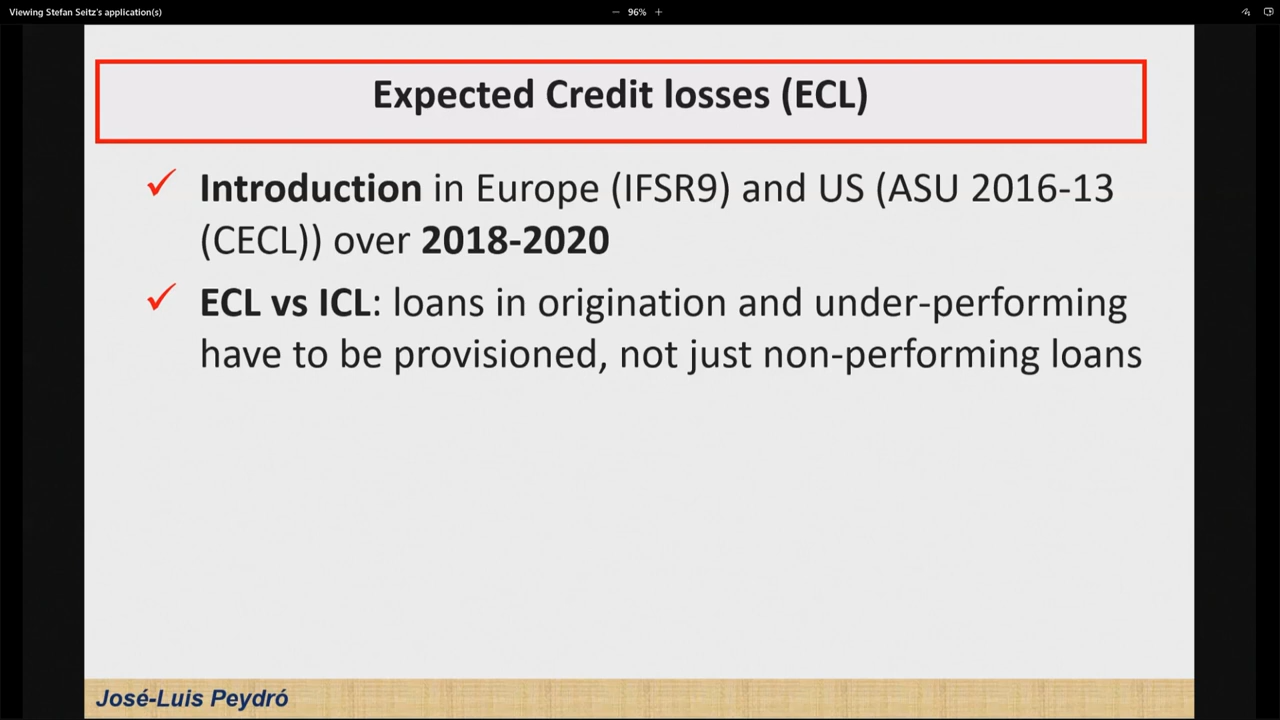 Viewing Stefan Seitz's application(s)
− 96% +
Expected Credit losses (ECL)
✓ Introduction in Europe (IFSR9) and US (ASU 2016-13
(CECL)) over 2018-2020
✓ ECL vs ICL: loans in origination and under-performing
have to be provisioned, not just non-performing loans
José-Luis Peydró